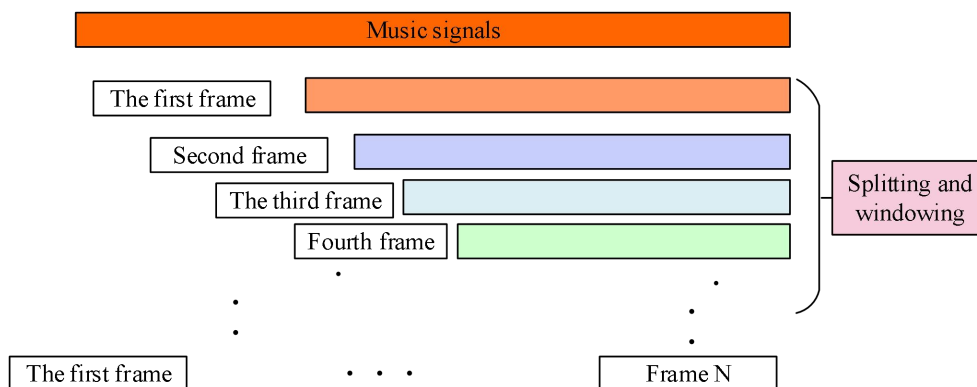 Music signals
The first frame
Second frame
The third frame
Fourth frame
Splitting and
windowing
The first frame
Frame N